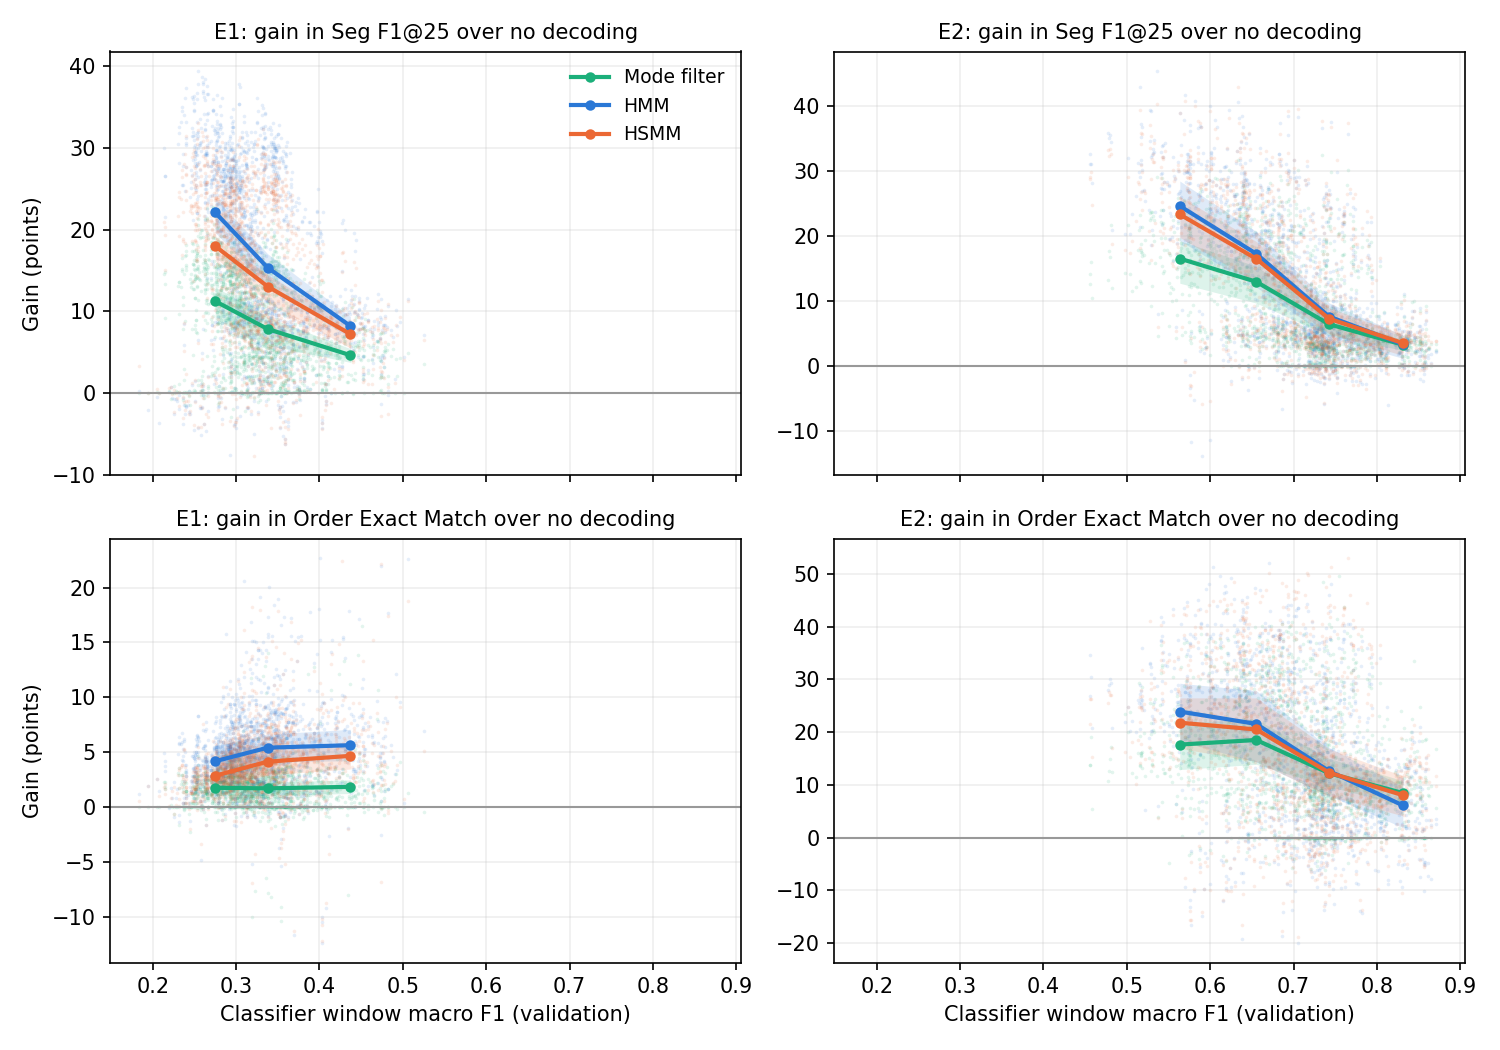 E1: gain in Seg F1@25 over no decoding
E2: gain in Seg F1@25 over no decoding
Gain (points)
40
30
20
10
0
−10
Mode filter
HMM
HSMM
40
30
20
10
0
−10
E1: gain in Order Exact Match over no decoding
E2: gain in Order Exact Match over no decoding
Gain (points)
20
15
10
5
0
−5
−10
50
40
30
20
10
0
−10
−20
0.2 0.3 0.4 0.5 0.6 0.7 0.8 0.9
0.2 0.3 0.4 0.5 0.6 0.7 0.8 0.9
Classifier window macro F1 (validation)
Classifier window macro F1 (validation)